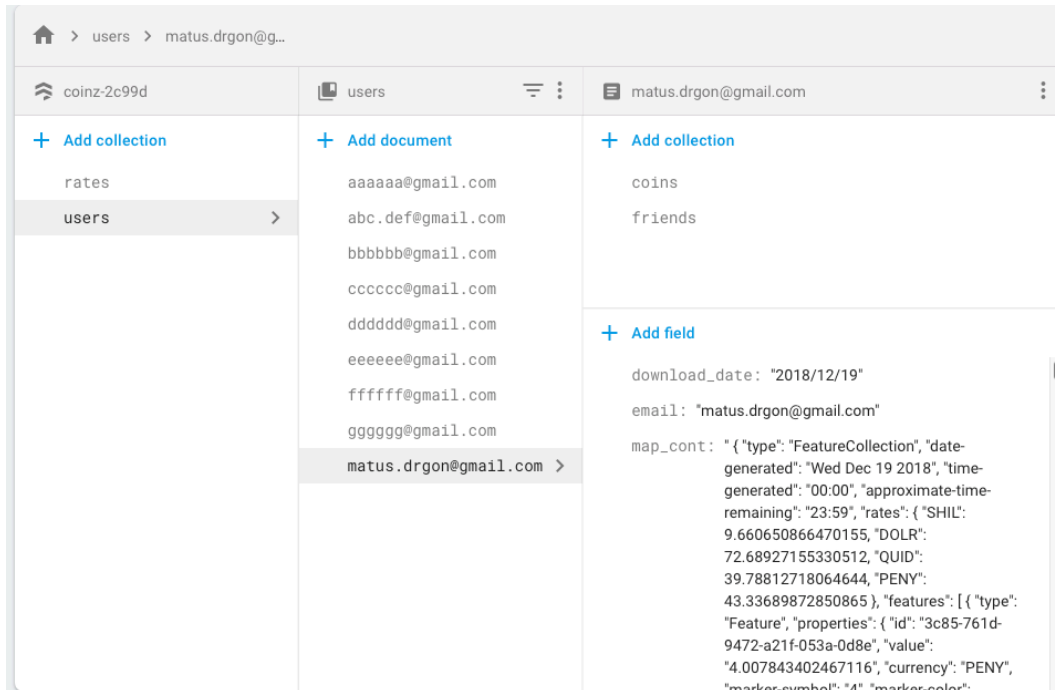 users > matus.drgon@g...
coinz-2c99d
users
matus.drgon@gmail.com
+ Add collection
rates
users
+ Add document
aaaaaa@gmail.com
abc.def@gmail.com
bbbbbb@gmail.com
cccccc@gmail.com
dddddd@gmail.com
eeeeee@gmail.com
ffffff@gmail.com
gggggg@gmail.com
matus.drgon@gmail.com
+ Add collection
coins
friends
+ Add field
download_date: "2018/12/19"
email: "matus.drgon@gmail.com"
map_cont: " { "type": "FeatureCollection", "date-
generated": "Wed Dec 19 2018", "time-
generated": "00:00", "approximate-time-
remaining": "23:59", "rates": { "SHIL":
9.660650866470155, "DOLR":
72.68927155330512, "QUID":
39.78812718064644, "PENY":
43.33689872850865 }, "features": [ { "type":
"Feature", "properties": { "id": "3c85-761d-
9472-a21f-053a-0d8e", "value":
"4.007843402467116", "currency": "PENY",
"marker-symbol": "4", "marker-color":